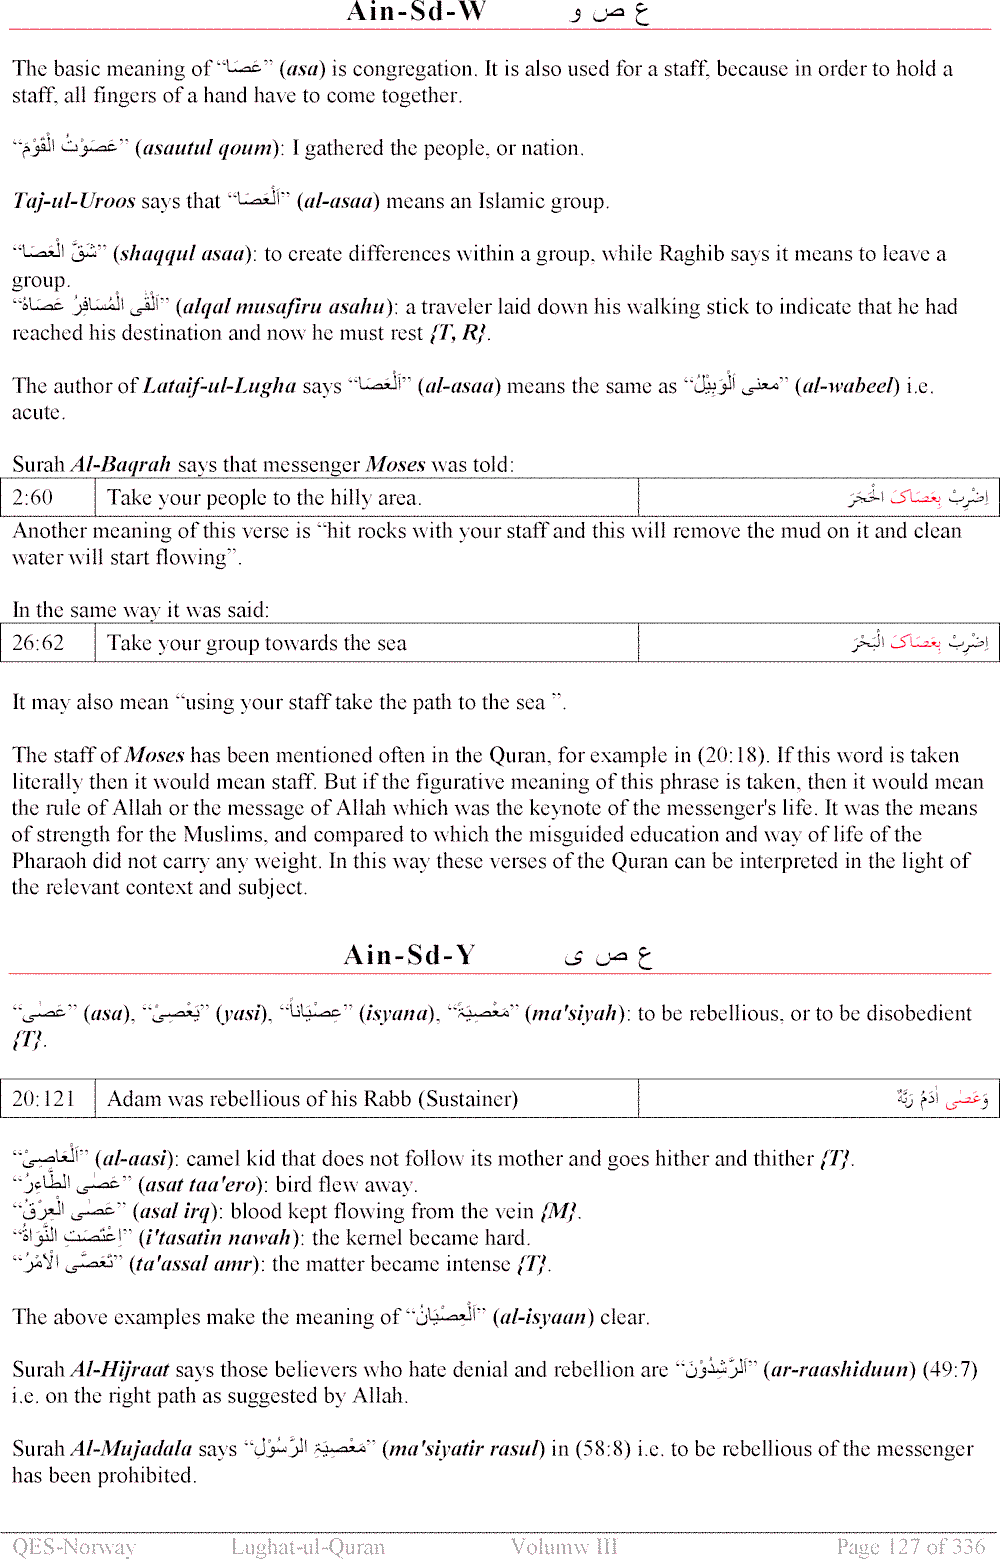 Ain-Sd-W ع ص و
The basic meaning of “عَصَا” (asa) is congregation. It is also used for a staff, because in order to hold a
staff, all fingers of a hand have to come together.
“عَصَوْتُ الْقَوْمَ” (asautul qoum): I gathered the people, or nation.
Taj-ul-Uroos says that “اَلْعَصَا” (al-asaa) means an Islamic group.
“شَقَّ الْعَصَا” (shaqqul asaa): to create differences within a group, while Raghib says it means to leave a
group.
“اَلْقٰی الْمُسَافِرُ عَصَاهُ” (alqal musafiru asahu): a traveler laid down his walking stick to indicate that he had
reached his destination and now he must rest {T, R}.
The author of Lataif-ul-Lugha says “اَلْعَصَا” (al-asaa) means the same as “معنی اَلْوَبِيْلُ” (al-wabeel) i.e.
acute.
Surah Al-Baqrah says that messenger Moses was told:
2:60 Take your people to the hilly area. اِضْرِبْ بِعَصَاکَ الْحَجَرَ
Another meaning of this verse is “hit rocks with your staff and this will remove the mud on it and clean
water will start flowing”.
In the same way it was said:
26:62 Take your group towards the sea اِضْرِبْ بِعَصَاکَ الْبَحْرَ
It may also mean “using your staff take the path to the sea ”.
The staff of Moses has been mentioned often in the Quran, for example in (20:18). If this word is taken
literally then it would mean staff. But if the figurative meaning of this phrase is taken, then it would mean
the rule of Allah or the message of Allah which was the keynote of the messenger's life. It was the means
of strength for the Muslims, and compared to which the misguided education and way of life of the
Pharaoh did not carry any weight. In this way these verses of the Quran can be interpreted in the light of
the relevant context and subject.
Ain-Sd-Y ع ص ی
“عَصٰی” (asa), “يَعْصِیْ” (yasi), “عِصْيَاناً” (isyana), “مَعْصِيَةً” (ma'siyah): to be rebellious, or to be disobedient
{T}.
20:121 Adam was rebellious of his Rabb (Sustainer) وَعَصٰی اٰدَمُ رَبَّهٗ
“اَلْعَاصِیْ” (al-aasi): camel kid that does not follow its mother and goes hither and thither {T}.
“عَصٰی الطَّاءِرُ” (asat taa'ero): bird flew away.
“عَصٰی الْعِرْقُ” (asal irq): blood kept flowing from the vein {M}.
“اِعْتَصَتِ النَّوَاةُ” (i'tasatin nawah): the kernel became hard.
“تَعَصَّی الْاَمْرُ” (ta'assal amr): the matter became intense {T}.
The above examples make the meaning of “اَلْعِصْيَانُ” (al-isyaan) clear.
Surah Al-Hijraat says those believers who hate denial and rebellion are “اَلرَّشِدُوْنَ” (ar-raashiduun) (49:7)
i.e. on the right path as suggested by Allah.
Surah Al-Mujadala says “مَعْصِيَةِ الرَّسُوْلِ” (ma'siyatir rasul) in (58:8) i.e. to be rebellious of the messenger
has been prohibited.
QES-Norway Lughat-ul-Quran Volumw III Page 127 of 336